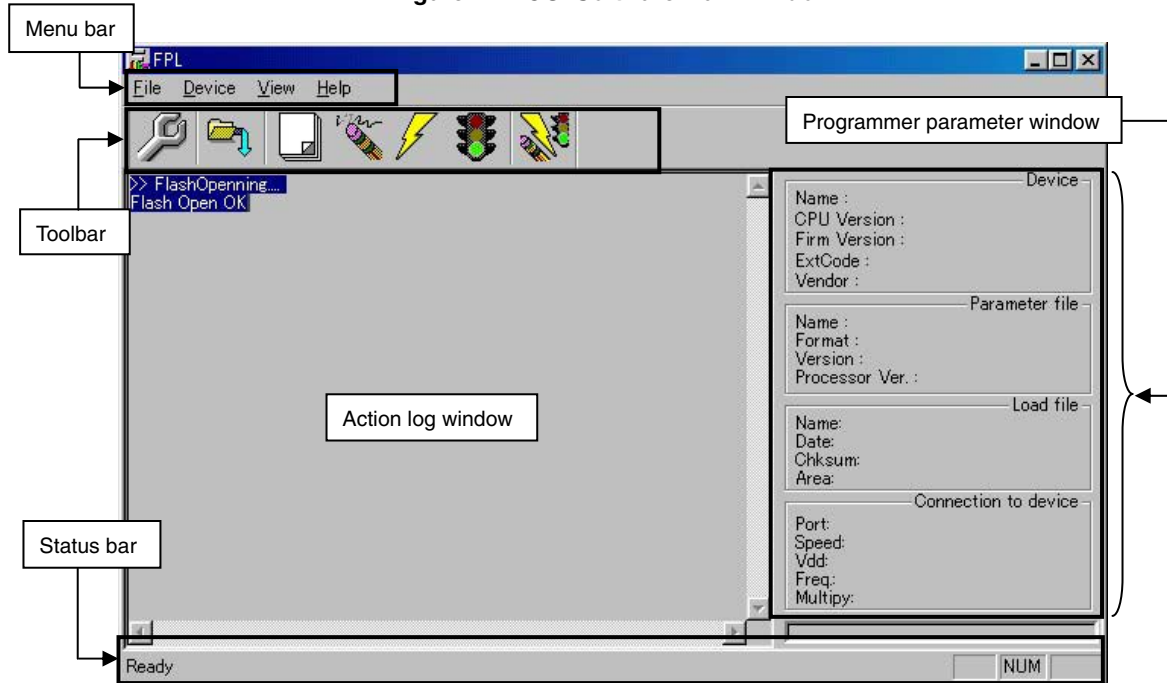 Menu bar
FPL
File Device View Help
Programmer parameter window
Toolbar
>> FlashOpenning....
Flash Open OK
Action log window
Device
Name :
CPU Version :
Firm Version :
ExtCode :
Vendor :
Parameter file
Name :
Format :
Version :
Processor Ver. :
Load file
Name:
Date:
Chksum:
Area:
Connection to device
Port:
Speed:
Vdd:
Freq.:
Multipy:
Status bar
Ready
NUM